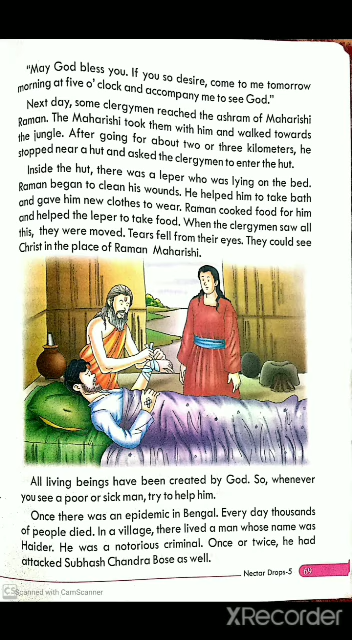 "May God bless you. If you so desire, come to me tomorrow
morning at five o' clock and accompany me to see God."
Next day, some clergymen reached the ashram of Maharishi
Raman. The Maharishi took them with him and walked towards
the jungle. After going for about two or three kilometers, he
stopped near a hut and asked the clergymen to enter the hut.
Inside the hut, there was a leper who was lying on the bed.
Raman began to clean his wounds. He helped him to take bath
and gave him new clothes to wear. Raman cooked food for him
and helped the leper to take food. When the clergymen saw all
this, they were moved. Tears fell from their eyes. They could see
Christ in the place of Raman Maharishi.
All living beings have been created by God. So, whenever
you see a poor or sick man, try to help him.
Once there was an epidemic in Bengal. Every day thousands
of people died. In a village, there lived a man whose name was
Haider. He was a notorious criminal. Once or twice, he had
attacked Subhash Chandra Bose as well.
Nectar Drops-5 69
CS Scanned with CamScanner
XRecorder